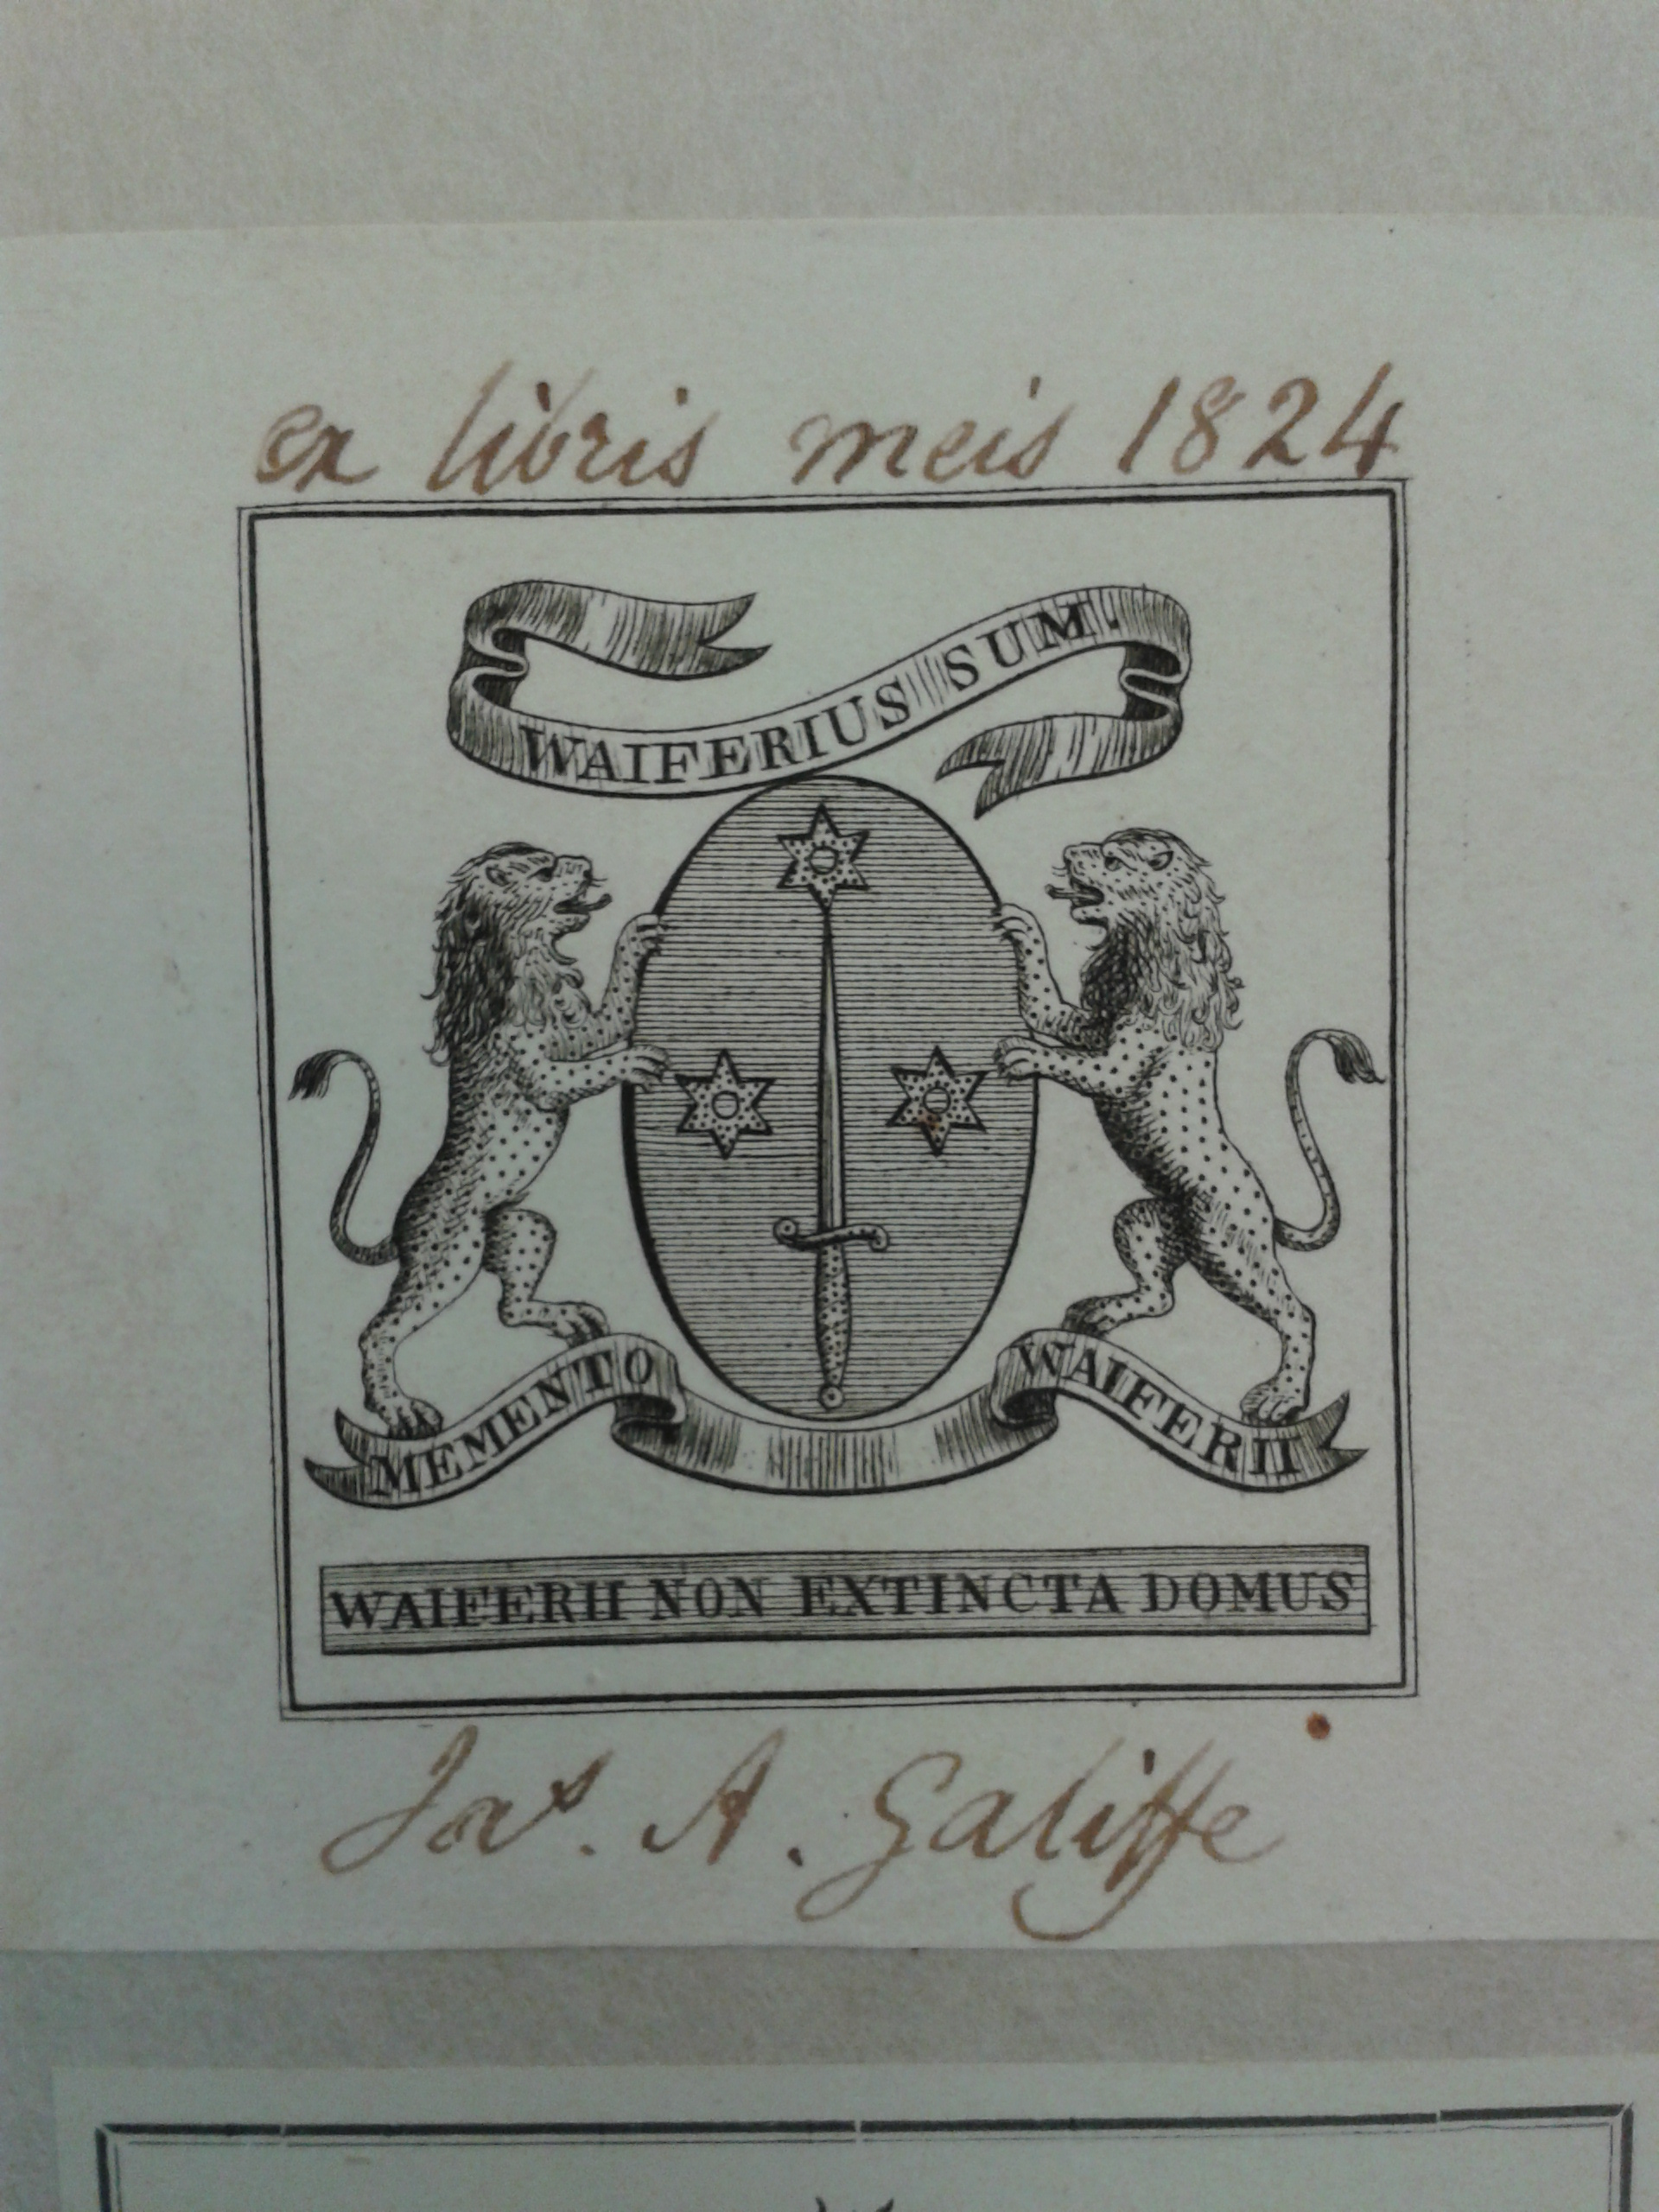 ex libris meis 1824
WAIFERIUS SUM.
MEMENTO WAIFERII
WAIFERII NON EXTINCTA DOMUS
Jas. A. Galiffe